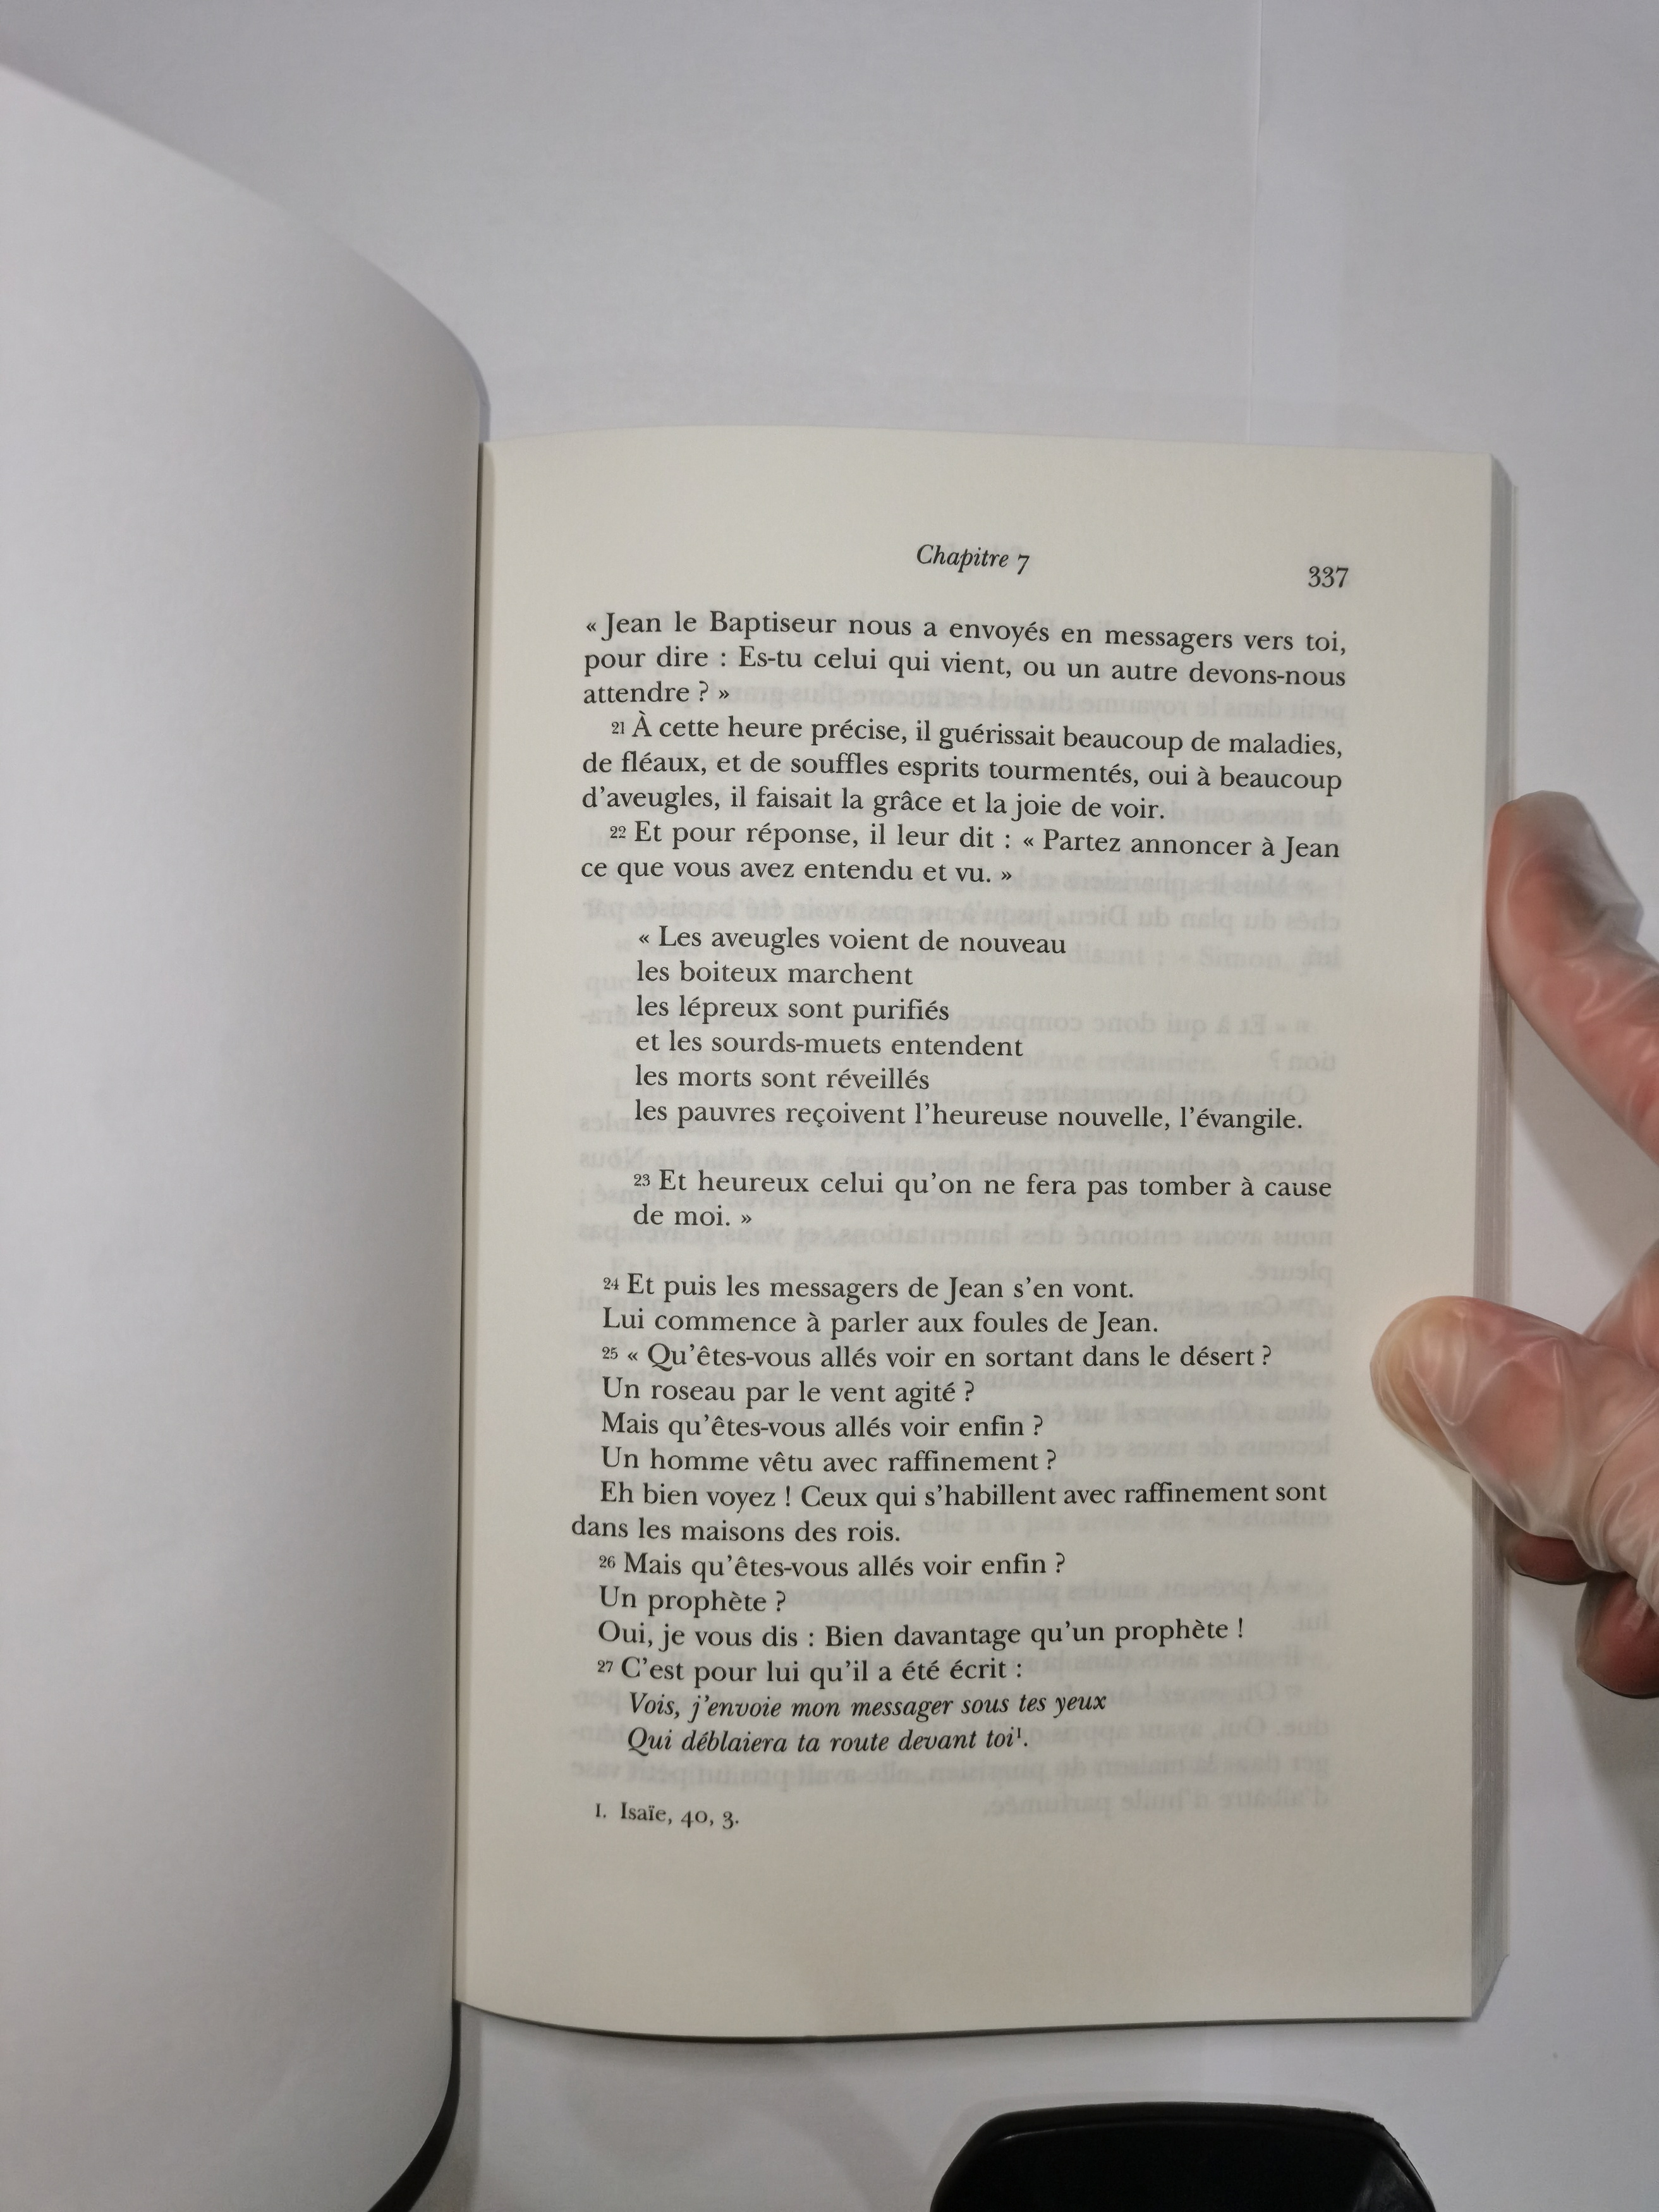 Chapitre 7
337
« Jean le Baptiseur nous a envoyés en messagers vers toi,
pour dire : Es-tu celui qui vient, ou un autre devons-nous
attendre ? »
21 À cette heure précise, il guérissait beaucoup de maladies,
de fléaux, et de souffles esprits tourmentés, oui à beaucoup
d'aveugles, il faisait la grâce et la joie de voir.
22 Et pour réponse, il leur dit : « Partez annoncer à Jean
ce que vous avez entendu et vu. »
« Les aveugles voient de nouveau
les boiteux marchent
les lépreux sont purifiés
et les sourds-muets entendent
les morts sont réveillés
les pauvres reçoivent l'heureuse nouvelle, l'évangile.
23 Et heureux celui qu'on ne fera pas tomber à cause
de moi. »
24 Et puis les messagers de Jean s'en vont.
Lui commence à parler aux foules de Jean.
25 « Qu'êtes-vous allés voir en sortant dans le désert ?
Un roseau par le vent agité ?
Mais qu'êtes-vous allés voir enfin ?
Un homme vêtu avec raffinement ?
Eh bien voyez ! Ceux qui s'habillent avec raffinement sont
dans les maisons des rois.
26 Mais qu'êtes-vous allés voir enfin ?
Un prophète ?
Oui, je vous dis : Bien davantage qu'un prophète !
27 C'est pour lui qu'il a été écrit :
Vois, j'envoie mon messager sous tes yeux
Qui déblaiera ta route devant toi1.
1. Isaïe, 40, 3.